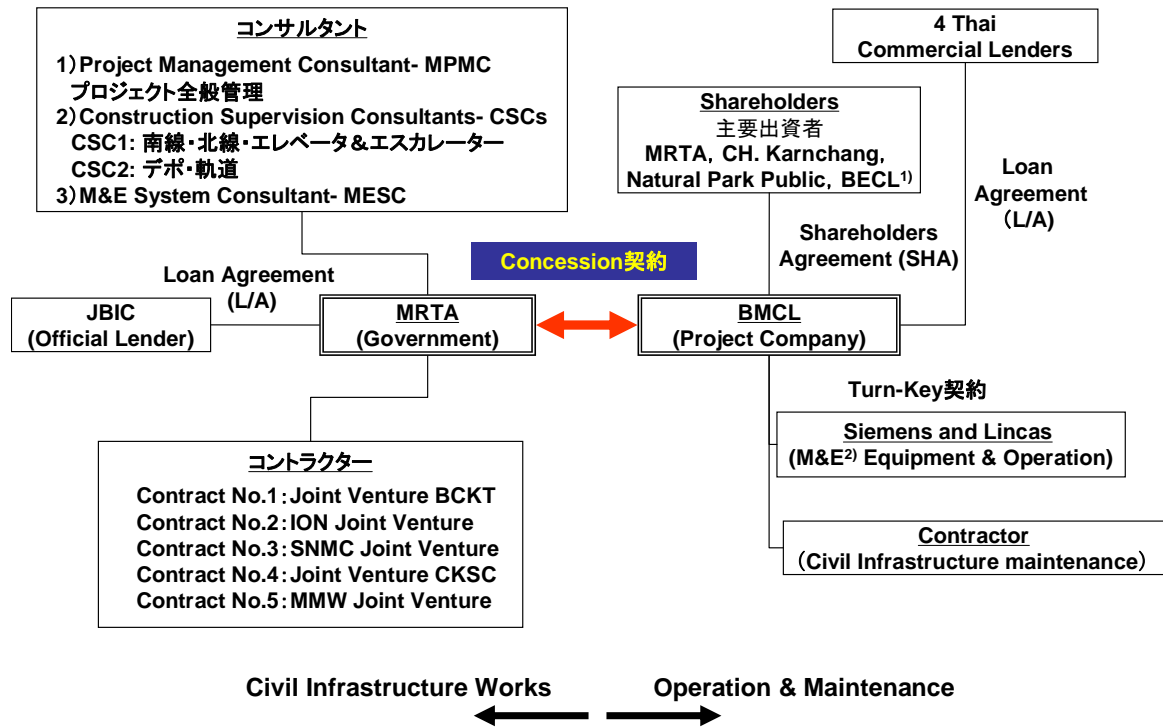 コンサルタント
1）Project Management Consultant- MPMC
プロジェクト全般管理
2）Construction Supervision Consultants- CSCs
CSC1: 南線・北線・エレベータ＆エスカレーター
CSC2: デポ・軌道
3）M&E System Consultant- MESC
4 Thai
Commercial Lenders
Shareholders
主要出資者
MRTA, CH. Karnchang,
Natural Park Public, BECL1)
Loan
Agreement
（L/A）
Shareholders
Agreement (SHA)
Concession契約
Loan Agreement
(L/A)
JBIC
(Official Lender)
MRTA
(Government)
BMCL
(Project Company)
Turn-Key契約
Siemens and Lincas
(M&E2) Equipment & Operation)
Contractor
（Civil Infrastructure maintenance）
コントラクター
Contract No.1：Joint Venture BCKT
Contract No.2：ION Joint Venture
Contract No.3：SNMC Joint Venture
Contract No.4：Joint Venture CKSC
Contract No.5：MMW Joint Venture
Civil Infrastructure Works
Operation & Maintenance